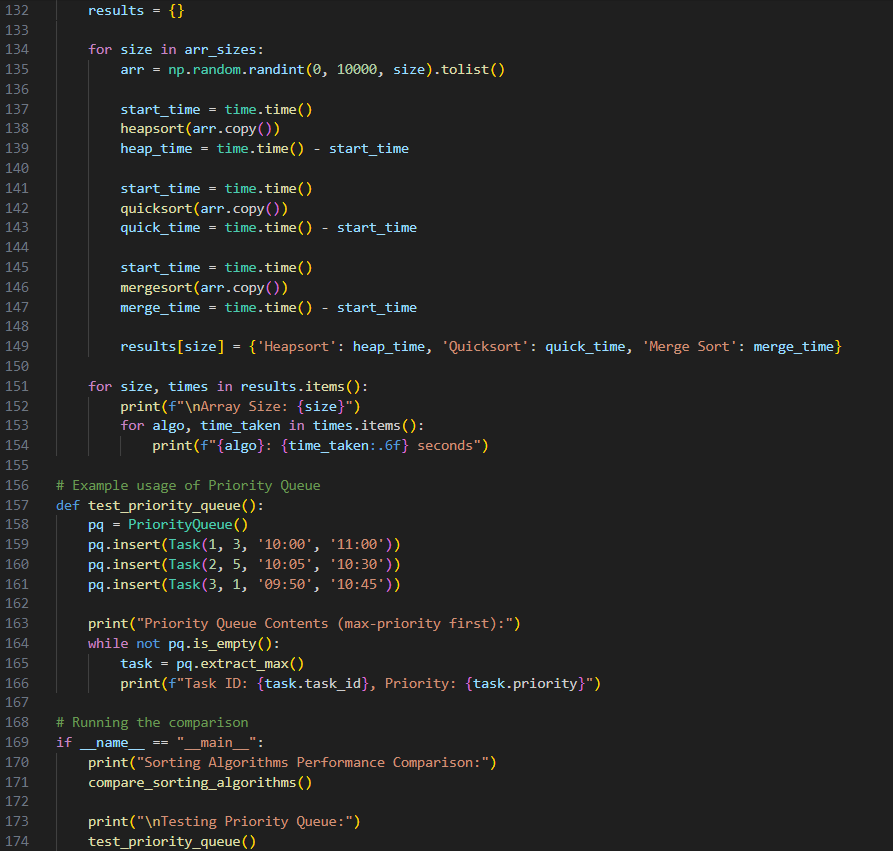 132 results = {}
133
134 for size in arr_sizes:
135 arr = np.random.randint(0, 10000, size).tolist()
136
137 start_time = time.time()
138 heapsort(arr.copy())
139 heap_time = time.time() - start_time
140
141 start_time = time.time()
142 quicksort(arr.copy())
143 quick_time = time.time() - start_time
144
145 start_time = time.time()
146 mergesort(arr.copy())
147 merge_time = time.time() - start_time
148
149 results[size] = {'Heapsort': heap_time, 'Quicksort': quick_time, 'Merge Sort': merge_time}
150
151 for size, times in results.items():
152 print(f"\nArray Size: {size}")
153 for algo, time_taken in times.items():
154 print(f"{algo}: {time_taken:.6f} seconds")
155
156 # Example usage of Priority Queue
157 def test_priority_queue():
158 pq = PriorityQueue()
159 pq.insert(Task(1, 3, '10:00', '11:00'))
160 pq.insert(Task(2, 5, '10:05', '10:30'))
161 pq.insert(Task(3, 1, '09:50', '10:45'))
162
163 print("Priority Queue Contents (max-priority first):")
164 while not pq.is_empty():
165 task = pq.extract_max()
166 print(f"Task ID: {task.task_id}, Priority: {task.priority}")
167
168 # Running the comparison
169 if __name__ == "__main__":
170 print("Sorting Algorithms Performance Comparison:")
171 compare_sorting_algorithms()
172
173 print("\nTesting Priority Queue:")
174 test_priority_queue()